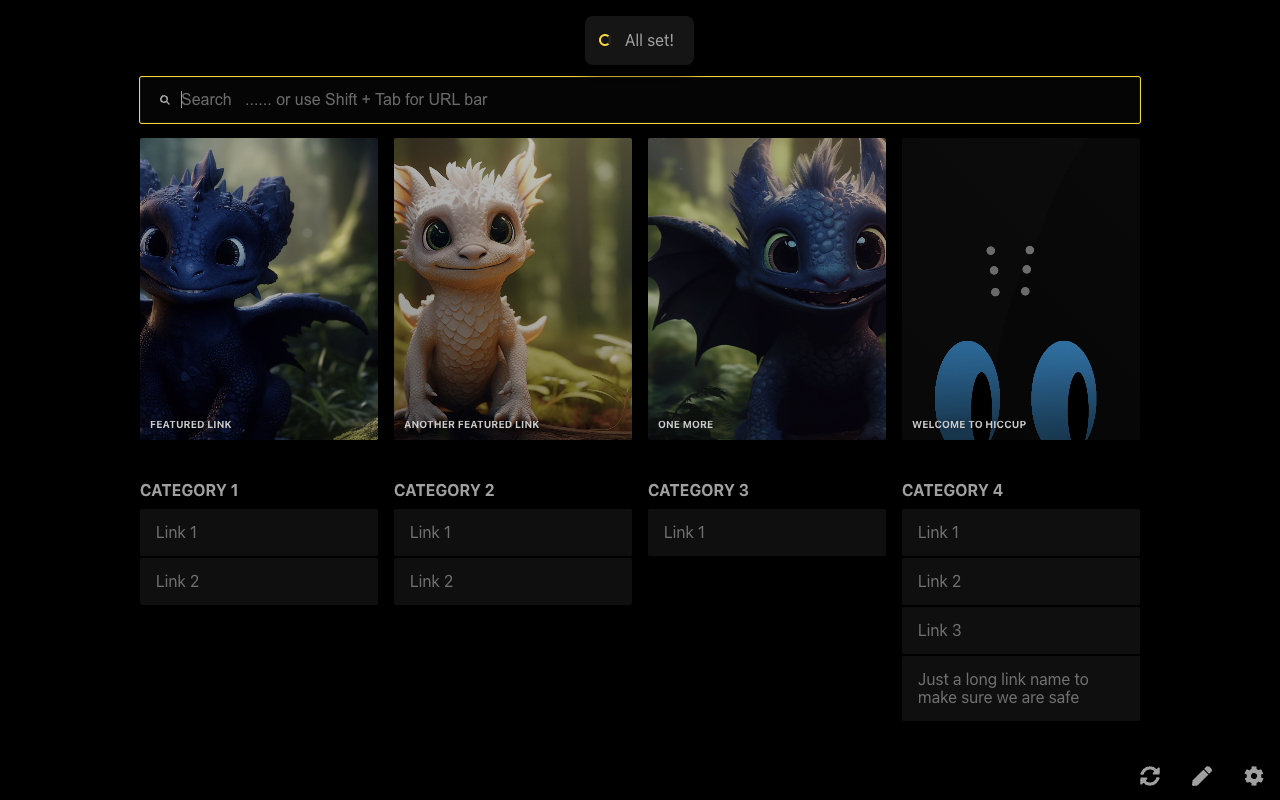 All set!
Search ...... or use Shift + Tab for URL bar
FEATURED LINK
ANOTHER FEATURED LINK
ONE MORE
WELCOME TO HICCUP
CATEGORY 1
Link 1
Link 2
CATEGORY 2
Link 1
Link 2
CATEGORY 3
Link 1
CATEGORY 4
Link 1
Link 2
Link 3
Just a long link name to
make sure we are safe